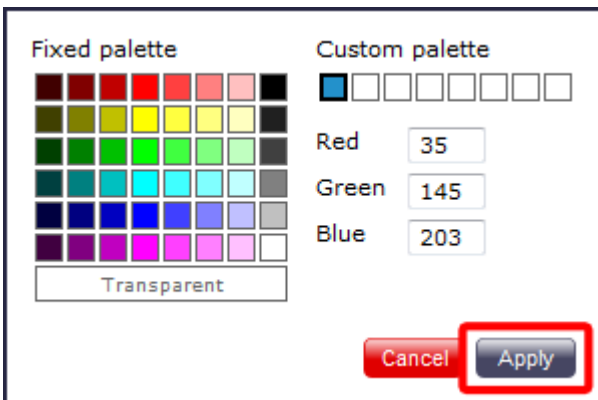 Fixed palette
Custom palette
Red 35
Green 145
Blue 203
Transparent
Cancel Apply